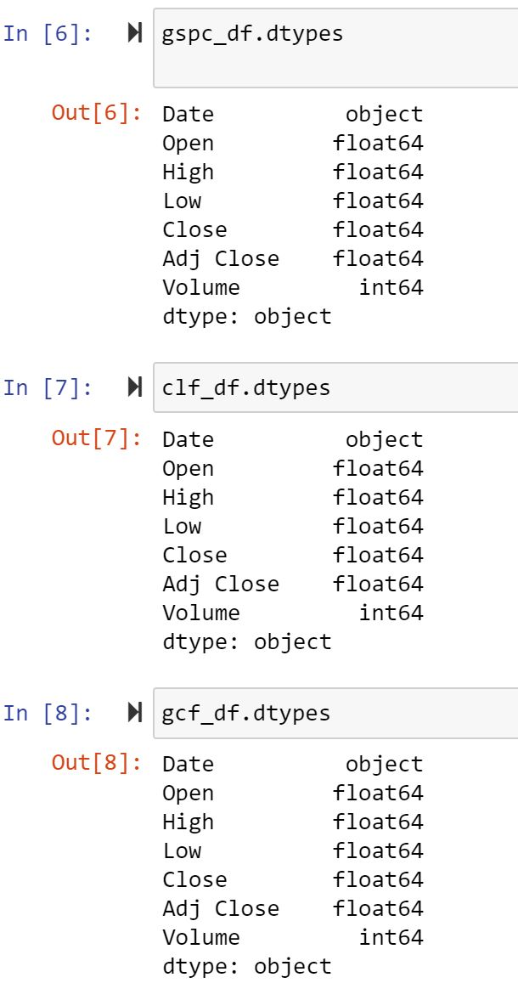 In [6]: gspc_df.dtypes
Out[6]: Date object
Open float64
High float64
Low float64
Close float64
Adj Close float64
Volume int64
dtype: object
In [7]: clf_df.dtypes
Out[7]: Date object
Open float64
High float64
Low float64
Close float64
Adj Close float64
Volume int64
dtype: object
In [8]: gcf_df.dtypes
Out[8]: Date object
Open float64
High float64
Low float64
Close float64
Adj Close float64
Volume int64
dtype: object